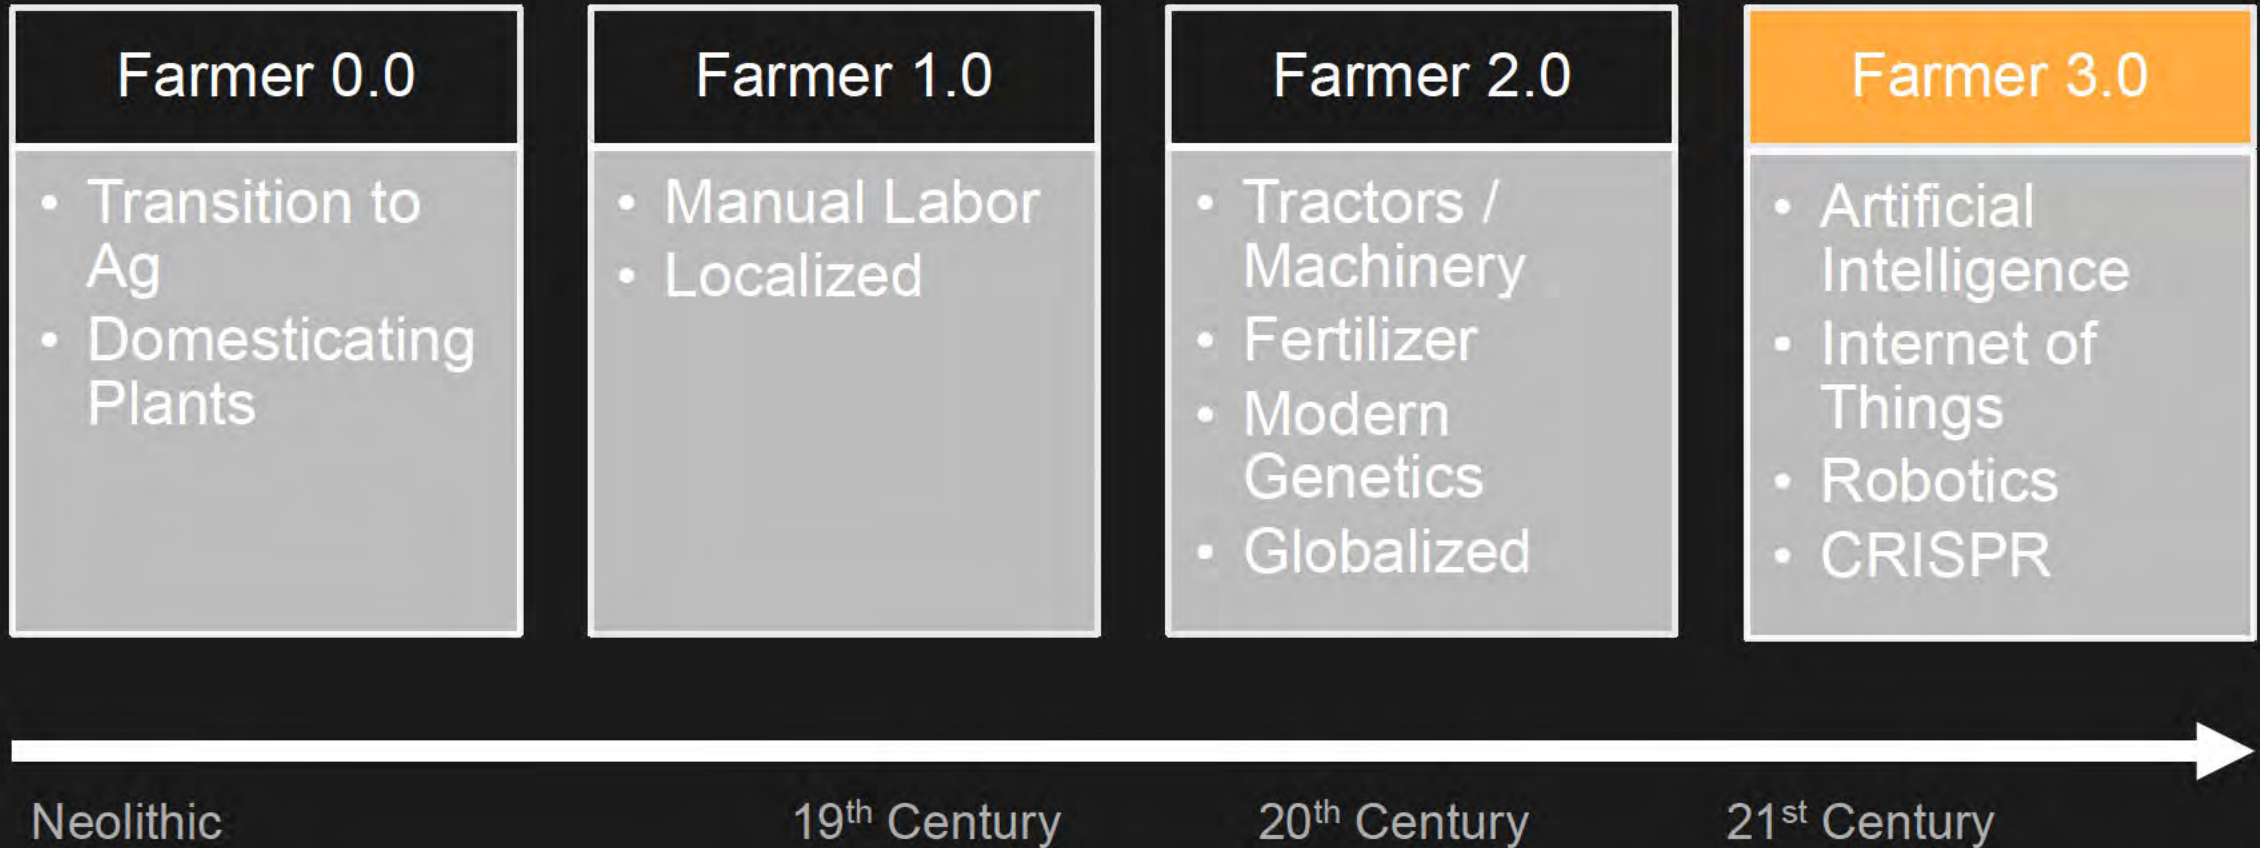 Farmer 0.0
• Transition to
Ag
• Domesticating
Plants
Farmer 1.0
• Manual Labor
• Localized
Farmer 2.0
• Tractors /
Machinery
• Fertilizer
• Modern
Genetics
• Globalized
Farmer 3.0
• Artificial
Intelligence
• Internet of
Things
• Robotics
• CRISPR
Neolithic
19th Century
20th Century
21st Century